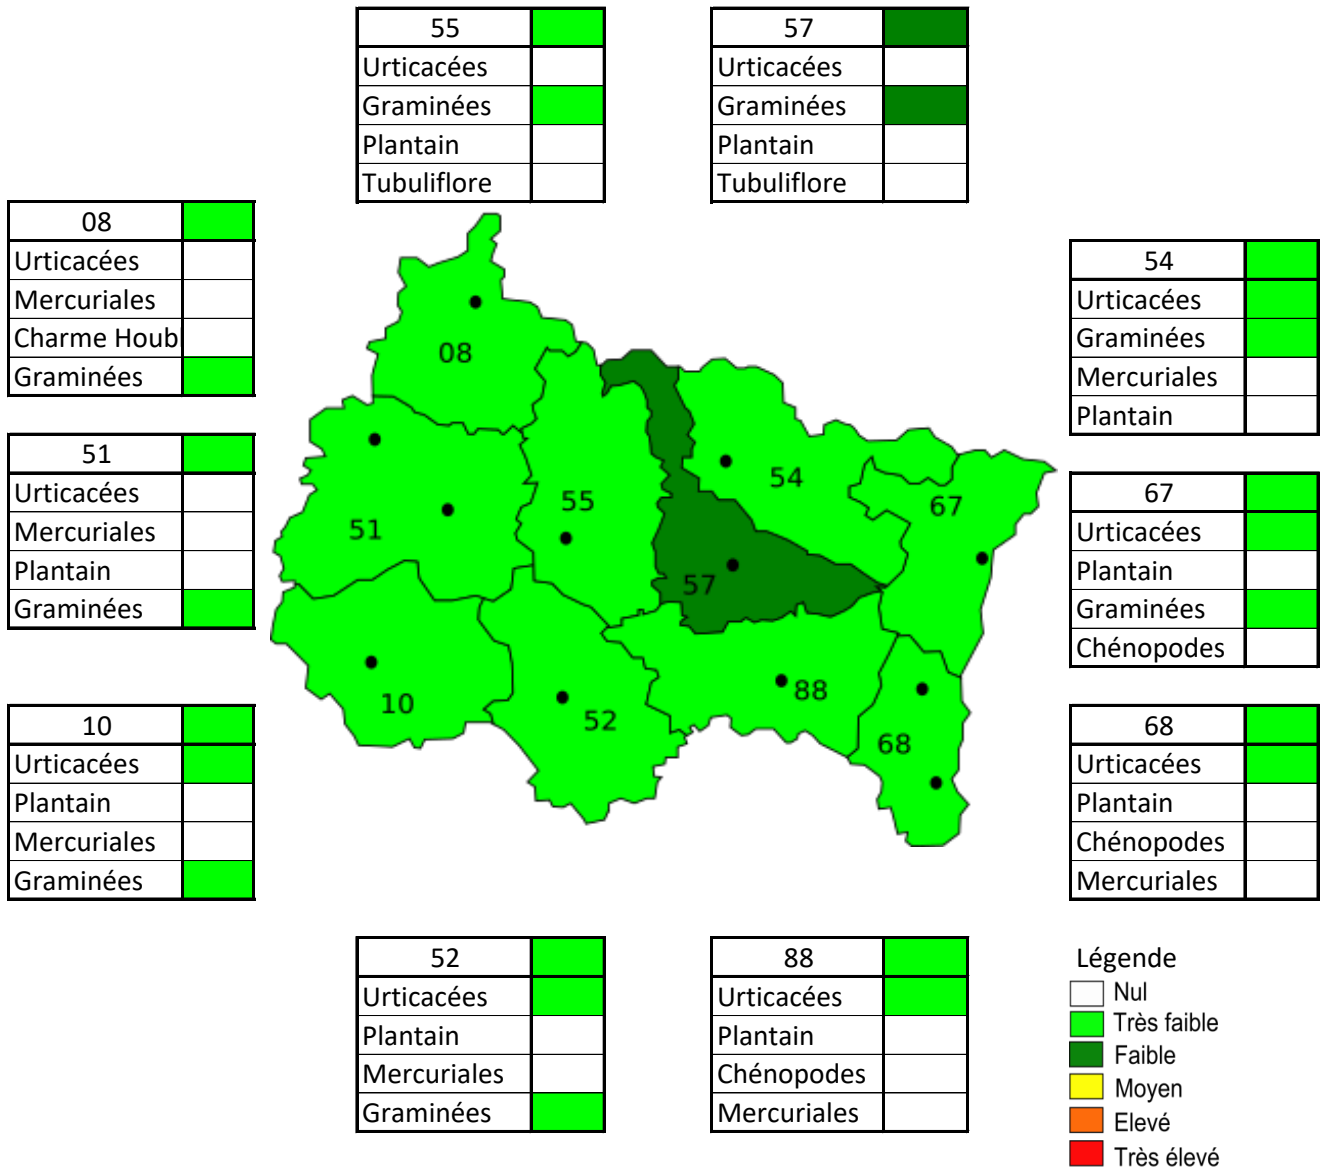 55
Urticacées
Graminées
Plantain
Tubuliflore
57
Urticacées
Graminées
Plantain
Tubuliflore
08
Urticacées
Mercuriales
Charme Houb
Graminées
51
Urticacées
Mercuriales
Plantain
Graminées
10
Urticacées
Plantain
Mercuriales
Graminées
08
51
55
57
54
67
10
52
88
68
54
Urticacées
Graminées
Mercuriales
Plantain
67
Urticacées
Plantain
Graminées
Chénopodes
68
Urticacées
Plantain
Chénopodes
Mercuriales
52
Urticacées
Plantain
Mercuriales
Graminées
88
Urticacées
Plantain
Chénopodes
Mercuriales
Légende
Nul
Très faible
Faible
Moyen
Elevé
Très élevé